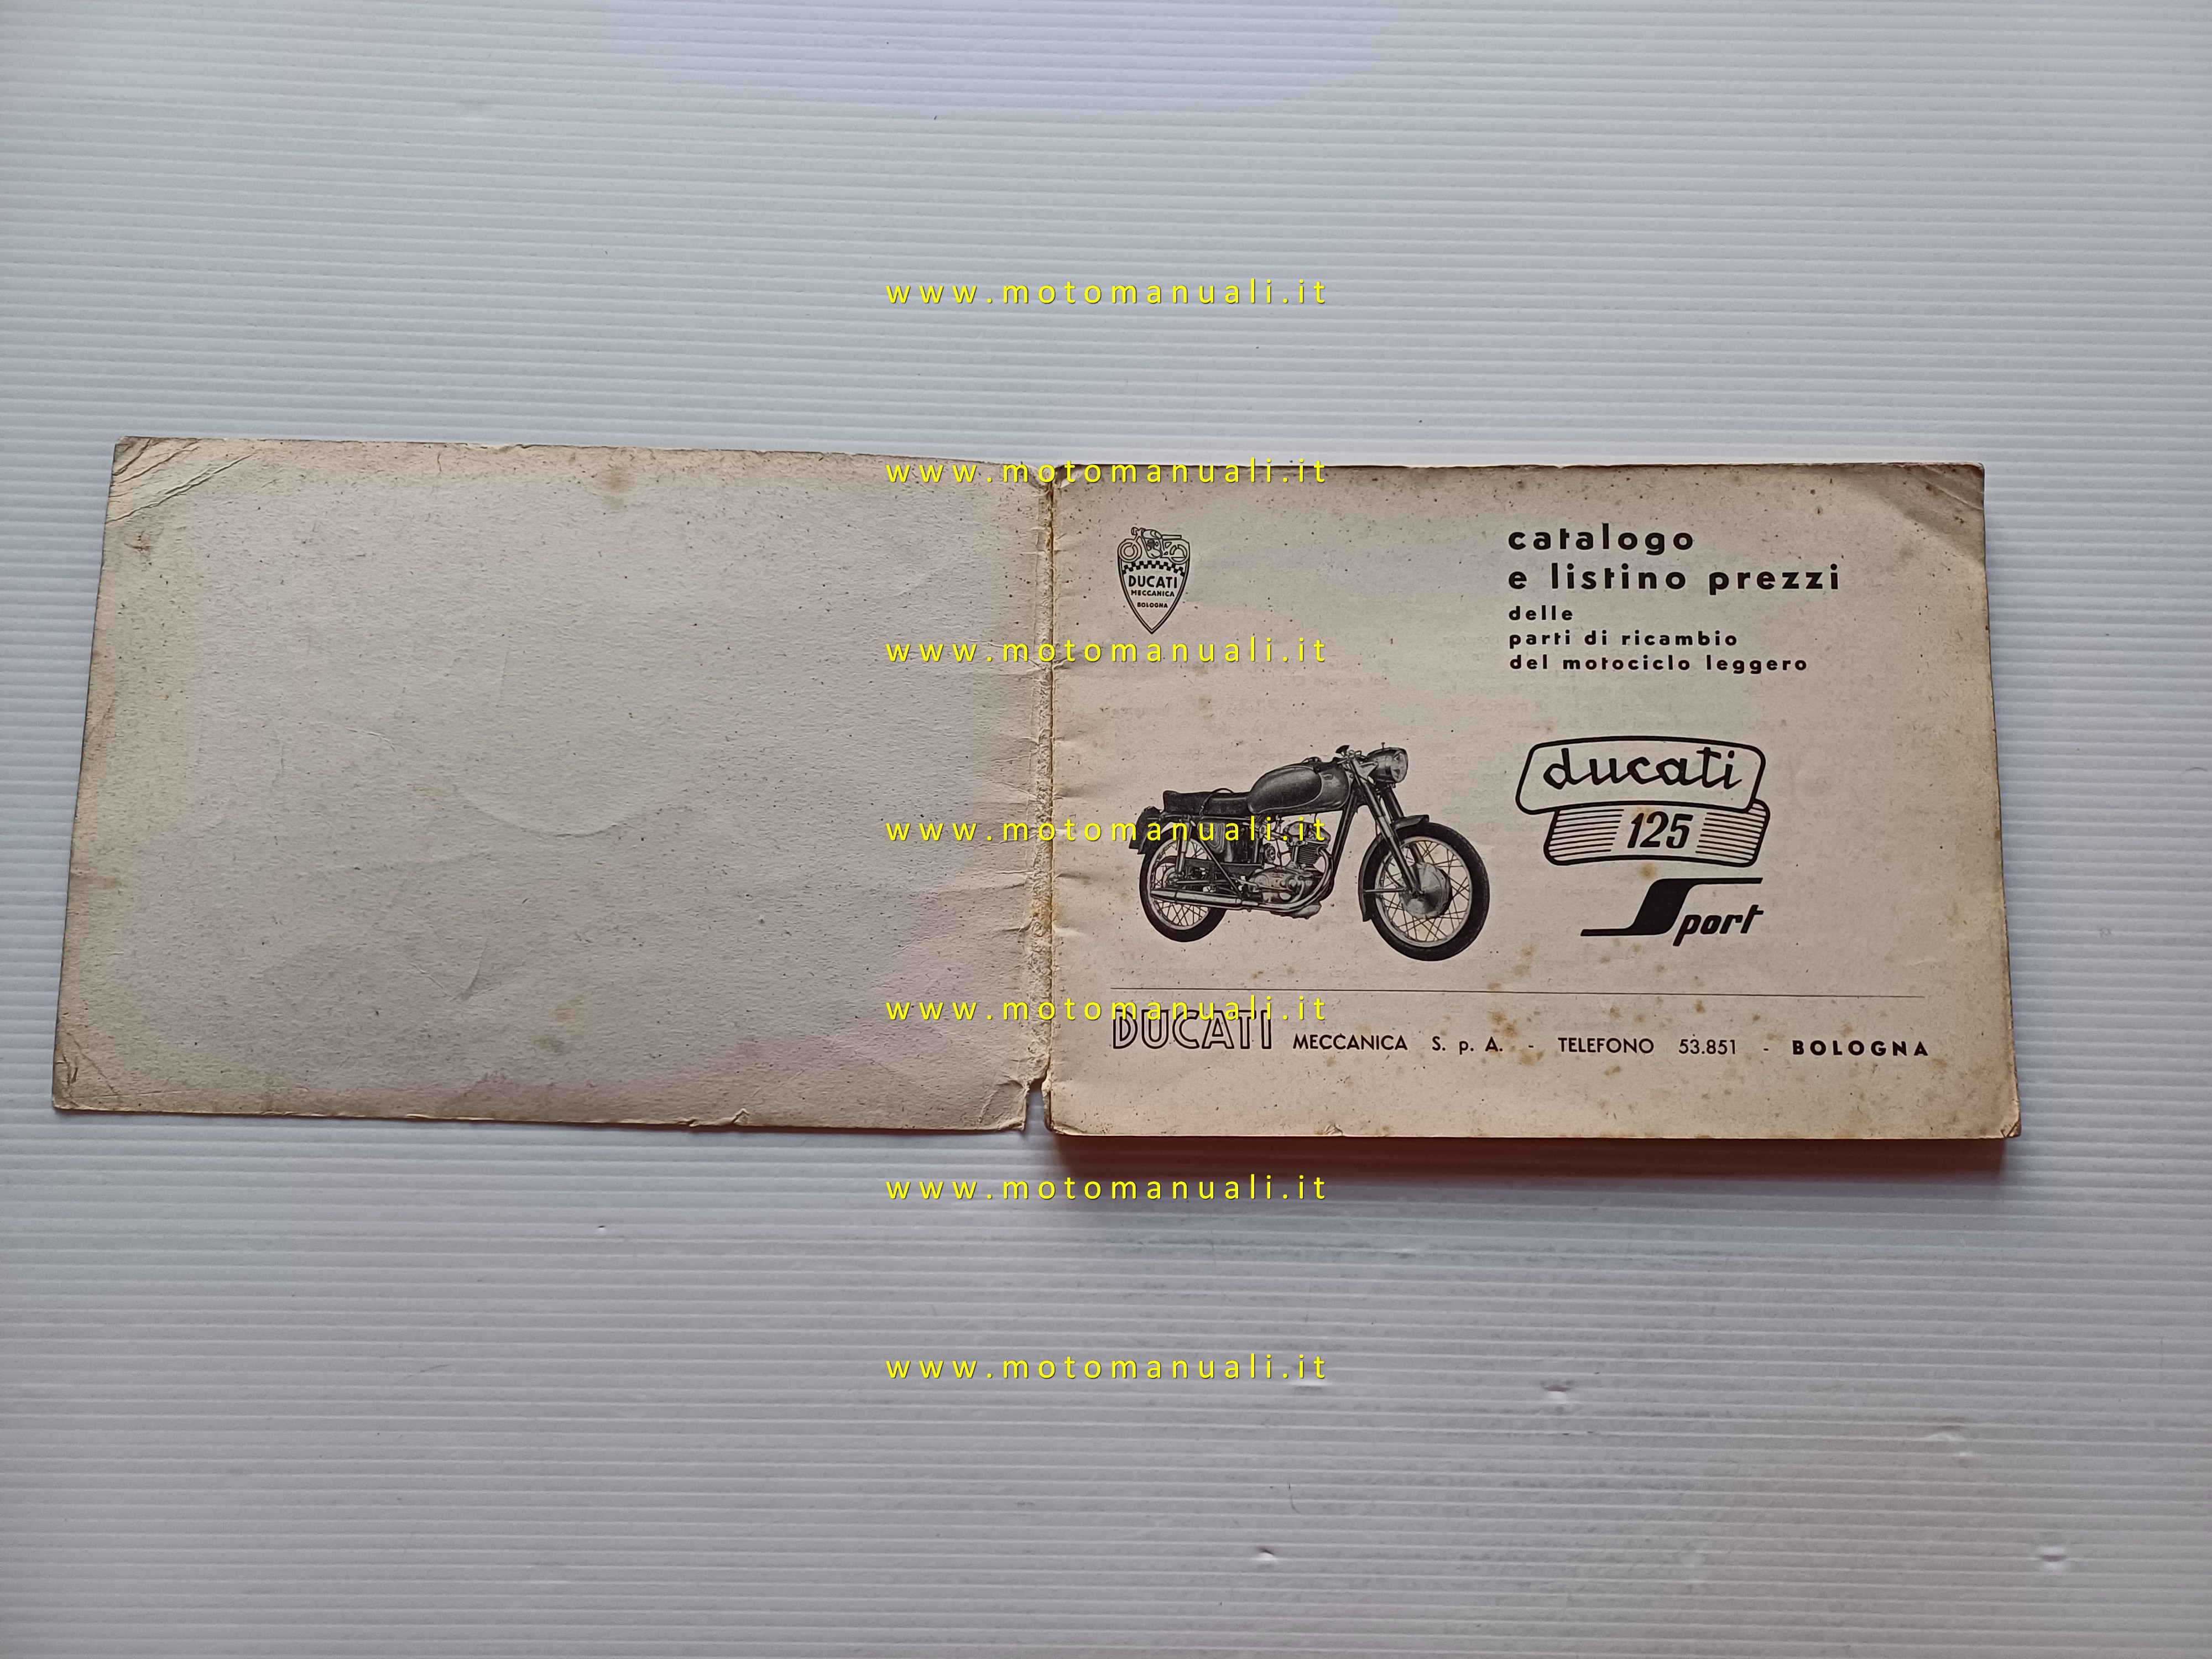 www.motomanuali.it
www.motomanuali.it
catalogo
e listino prezzi
delle
parti di ricambio
del motociclo leggero
DUCATI
MECCANICA
BOLOGNA
www.motomanuali.it
ducati
125
Sport
www.motomanuali.it
www.motomanuali.it
DUCATI MECCANICA S. p. A. - TELEFONO 53.851 - BOLOGNA
www.motomanuali.it
www.motomanuali.it